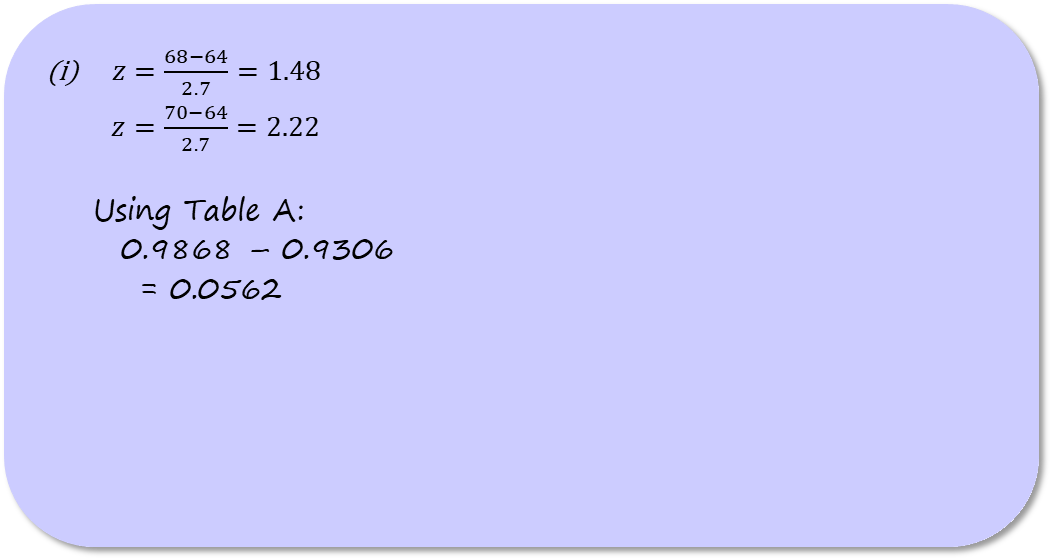 (i) z = 68−64 / 2.7 = 1.48
z = 70−64 / 2.7 = 2.22
Using Table A:
0.9868 – 0.9306
= 0.0562